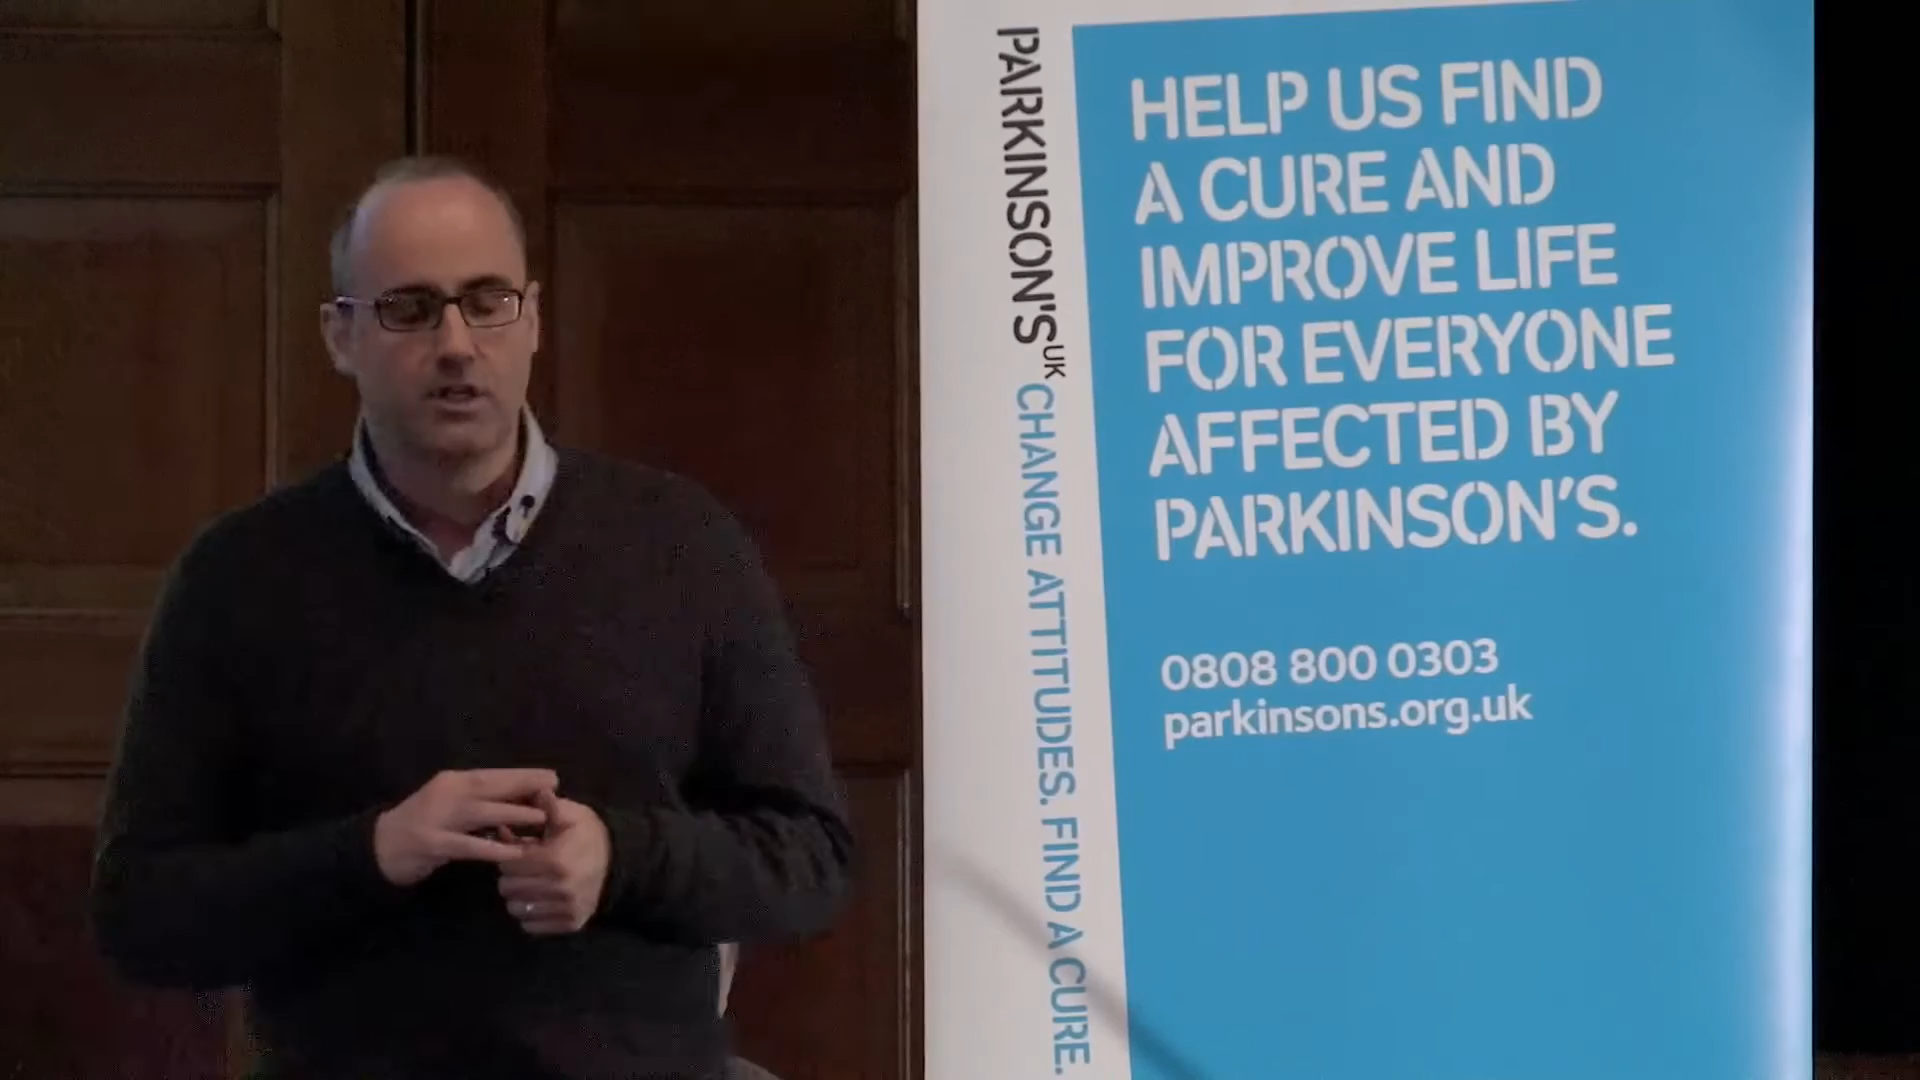 PARKINSON'S UK
CHANGE ATTITUDES. FIND A CURE.
HELP US FIND
A CURE AND
IMPROVE LIFE
FOR EVERYONE
AFFECTED BY
PARKINSON'S.
0808 800 0303
parkinsons.org.uk